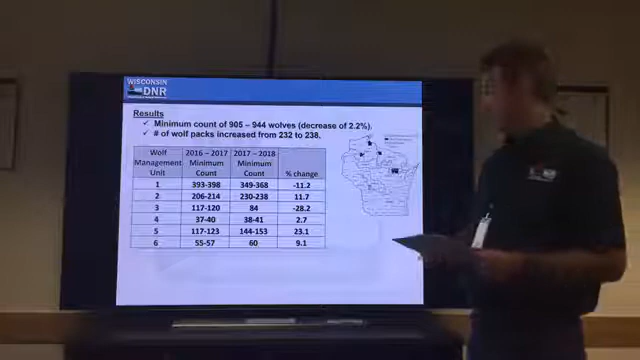 WISCONSIN
DNR
Results
✓ Minimum count of 905 – 944 wolves (decrease of 2.2%).
✓ # of wolf packs increased from 232 to 238.
Wolf Management Unit 2016 – 2017 Minimum Count 2017 – 2018 Minimum Count % change
1 393-398 349-368 -11.2
2 206-214 230-238 11.7
3 117-120 84 -28.2
4 37-40 38-41 2.7
5 117-123 144-153 23.1
6 55-57 60 9.1